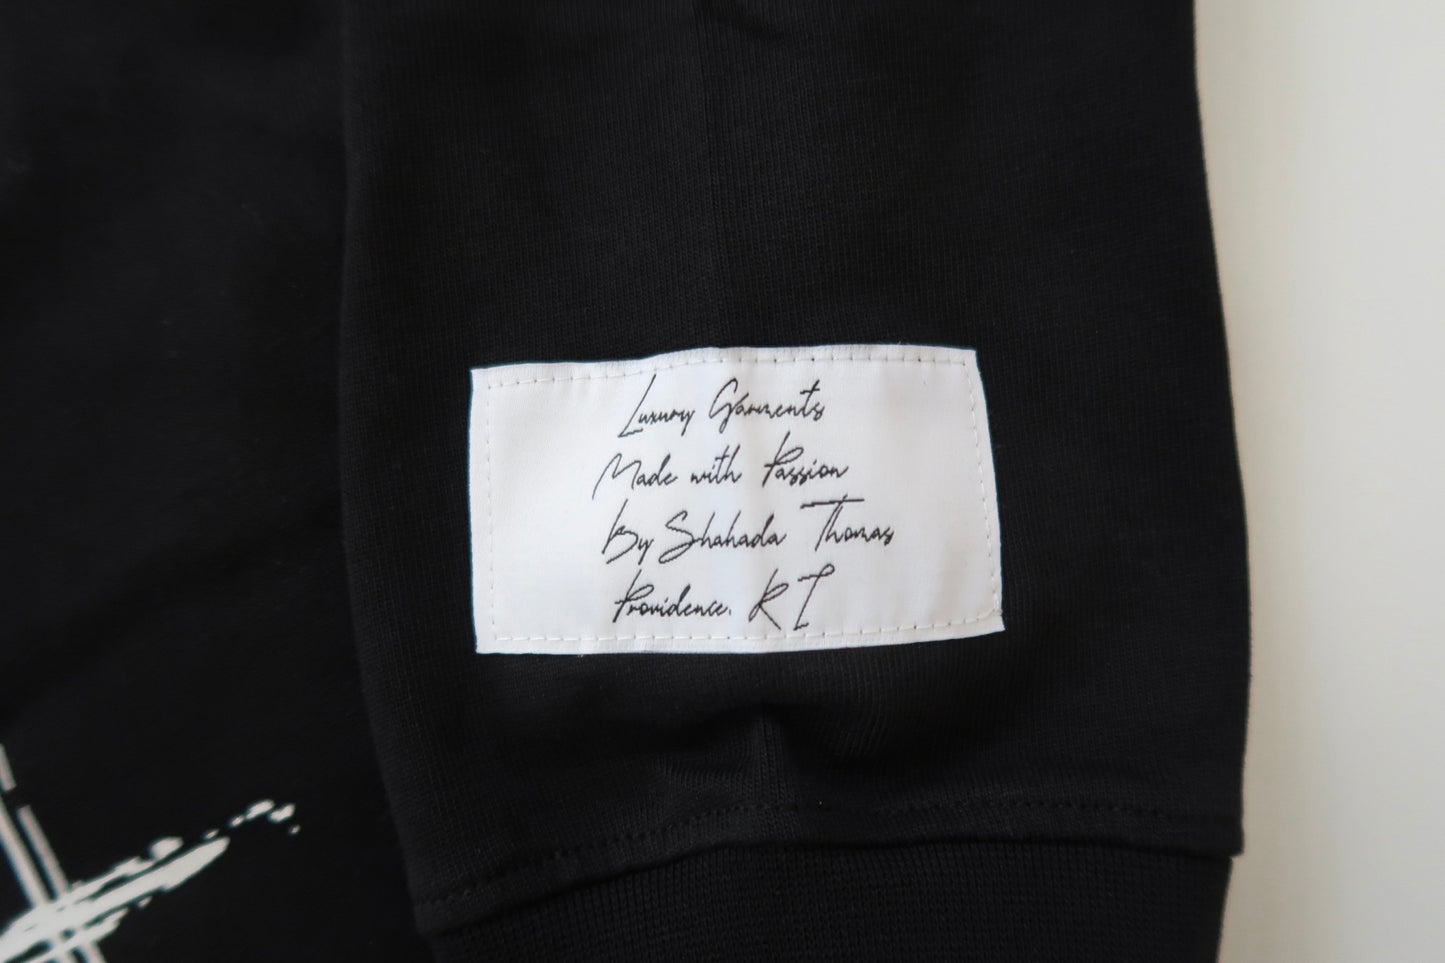 Luxury Garments
Made with Passion
By Shahada Thomas
Providence, RI